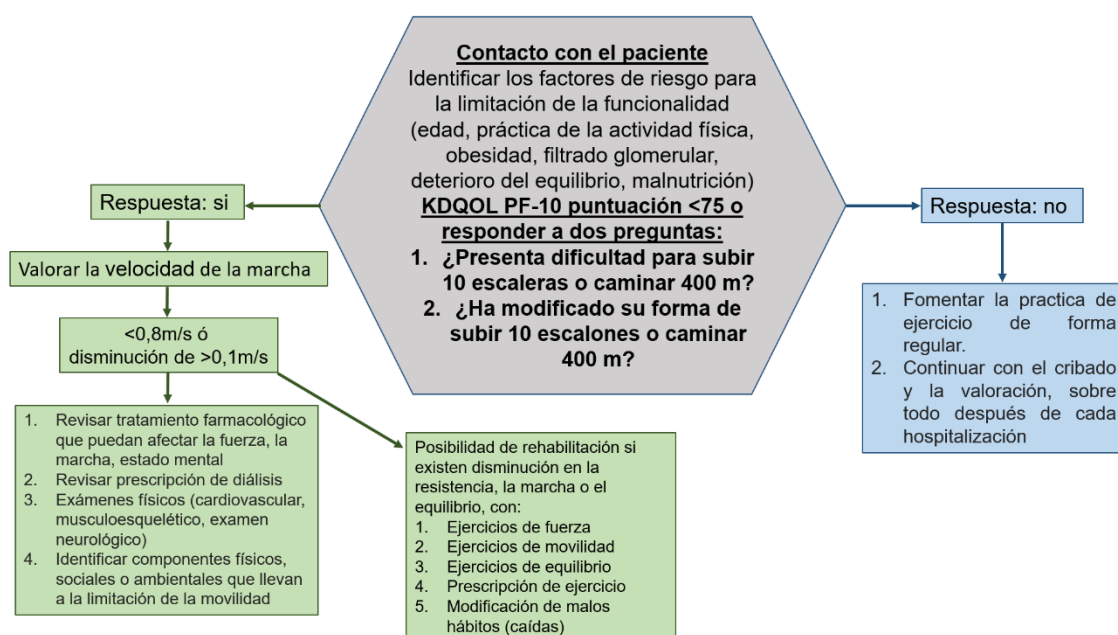 Contacto con el paciente
Identificar los factores de riesgo para
la limitación de la funcionalidad
(edad, práctica de la actividad física,
obesidad, filtrado glomerular,
deterioro del equilibrio, malnutrición)
KDQOL PF-10 puntuación <75 o
responder a dos preguntas:
1. ¿Presenta dificultad para subir
10 escaleras o caminar 400 m?
2. ¿Ha modificado su forma de
subir 10 escalones o caminar
400 m?
Respuesta: si
Valorar la velocidad de la marcha
<0,8m/s ó
disminución de >0,1m/s
1. Revisar tratamiento farmacológico
que puedan afectar la fuerza, la
marcha, estado mental
2. Revisar prescripción de diálisis
3. Exámenes físicos (cardiovascular,
musculoesquelético, examen
neurológico)
4. Identificar componentes físicos,
sociales o ambientales que llevan
a la limitación de la movilidad
Posibilidad de rehabilitación si
existen disminución en la
resistencia, la marcha o el
equilibrio, con:
1. Ejercicios de fuerza
2. Ejercicios de movilidad
3. Ejercicios de equilibrio
4. Prescripción de ejercicio
5. Modificación de malos
hábitos (caídas)
Respuesta: no
1. Fomentar la practica de
ejercicio de forma
regular.
2. Continuar con el cribado
y la valoración, sobre
todo después de cada
hospitalización